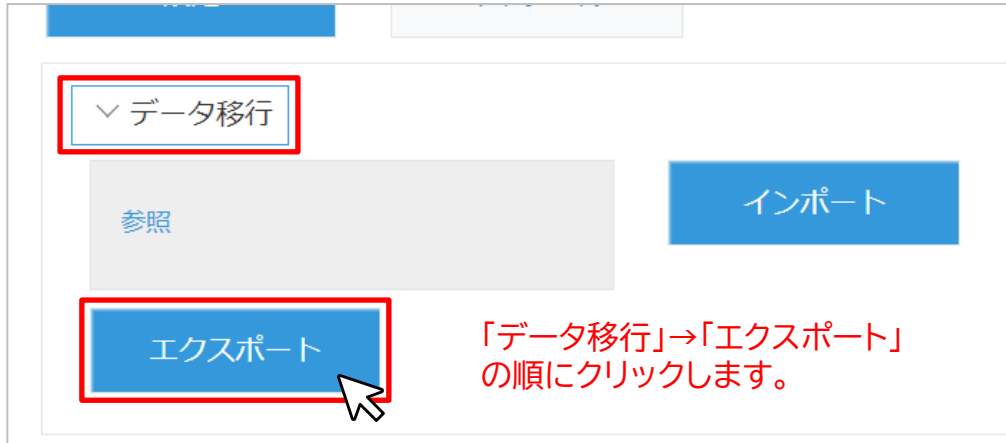 データ移行
参照
インポート
エクスポート
「データ移行」→「エクスポート」
の順にクリックします。